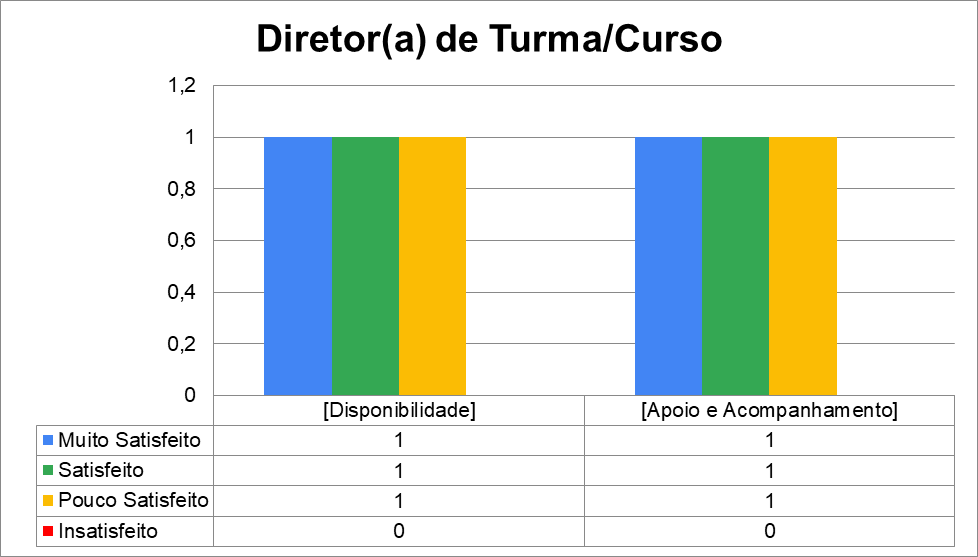 Diretor(a) de Turma/Curso
1,2
1
0,8
0,6
0,4
0,2
0
[Disponibilidade] [Apoio e Acompanhamento]
Muito Satisfeito 1 1
Satisfeito 1 1
Pouco Satisfeito 1 1
Insatisfeito 0 0